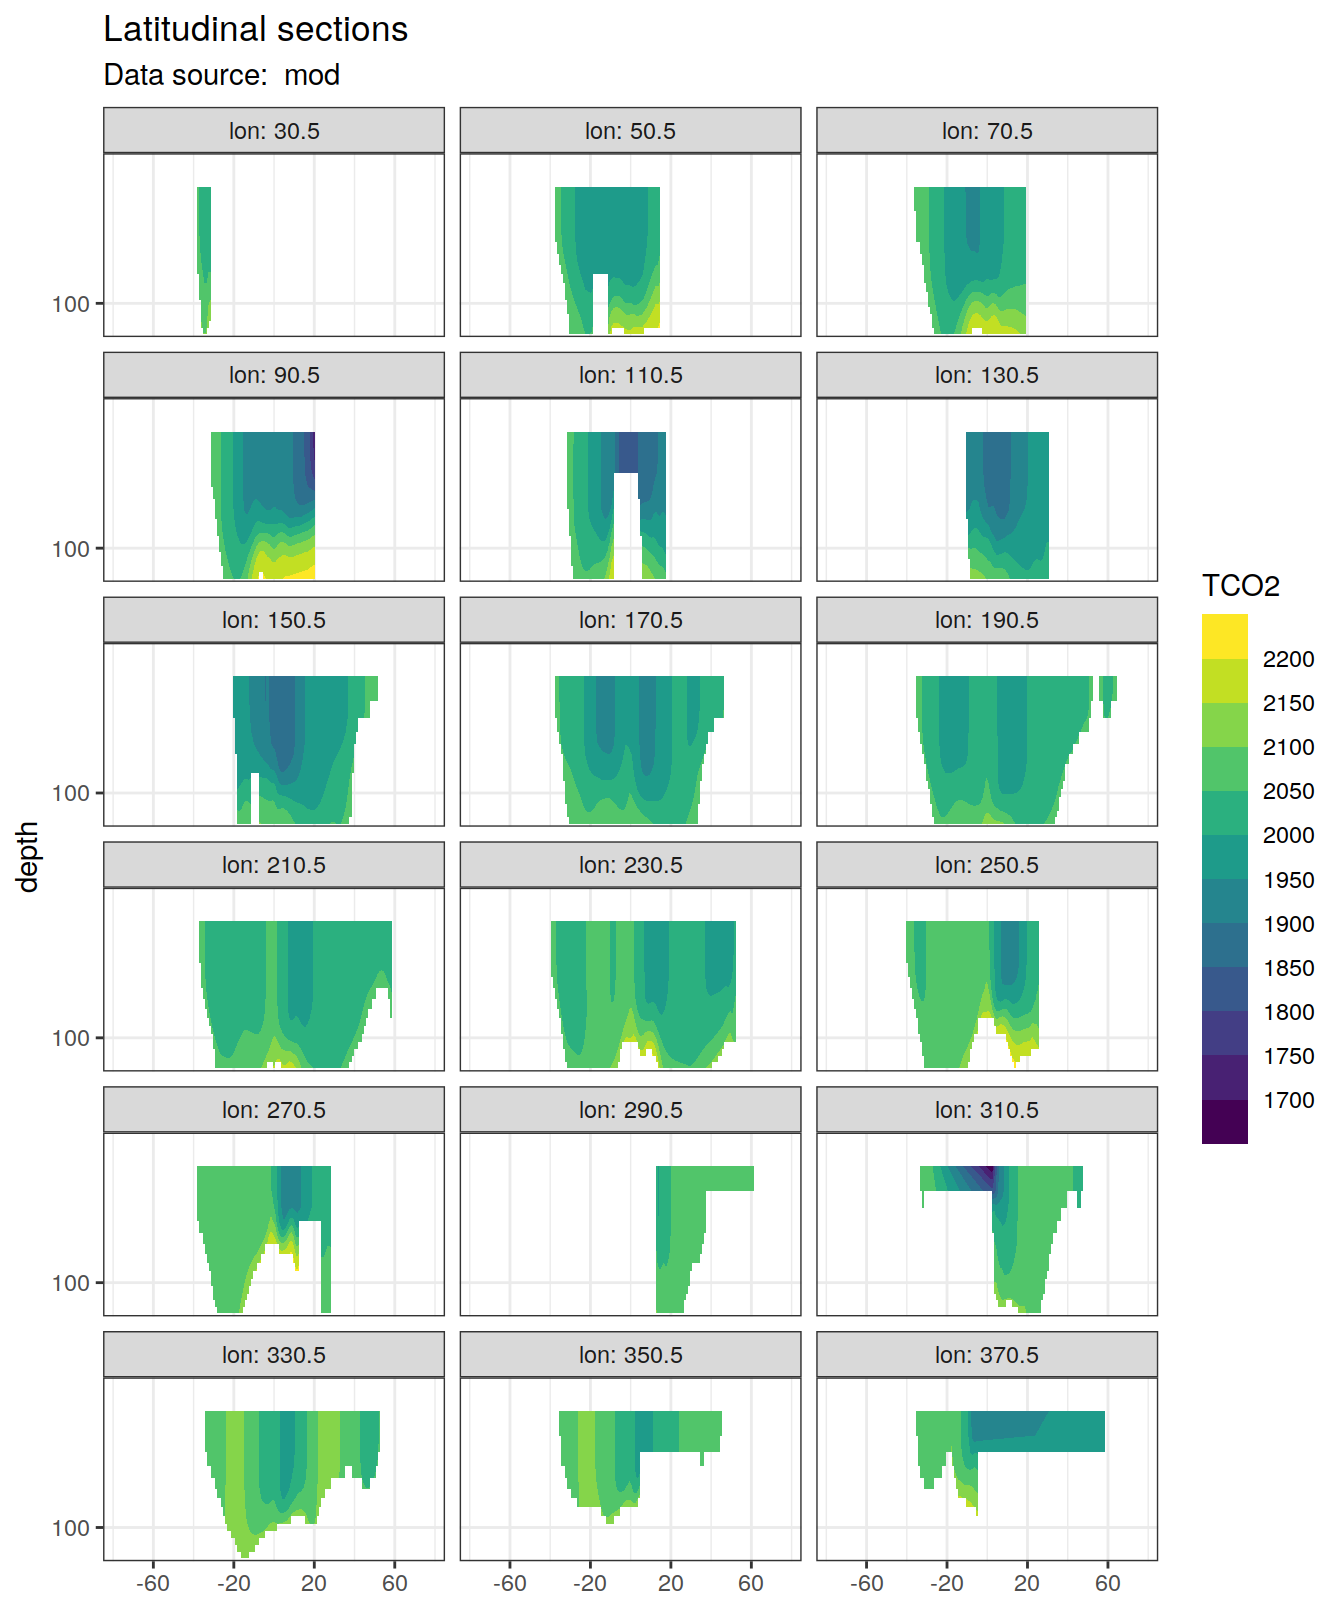 Latitudinal sections
Data source:  mod
lon: 30.5
lon: 50.5
lon: 70.5
100
lon: 90.5
lon: 110.5
lon: 130.5
100
lon: 150.5
lon: 170.5
lon: 190.5
100
lon: 210.5
lon: 230.5
lon: 250.5
100
lon: 270.5
lon: 290.5
lon: 310.5
100
lon: 330.5
lon: 350.5
lon: 370.5
100
-60 -20 20 60
-60 -20 20 60
-60 -20 20 60
depth
TCO2
2200
2150
2100
2050
2000
1950
1900
1850
1800
1750
1700